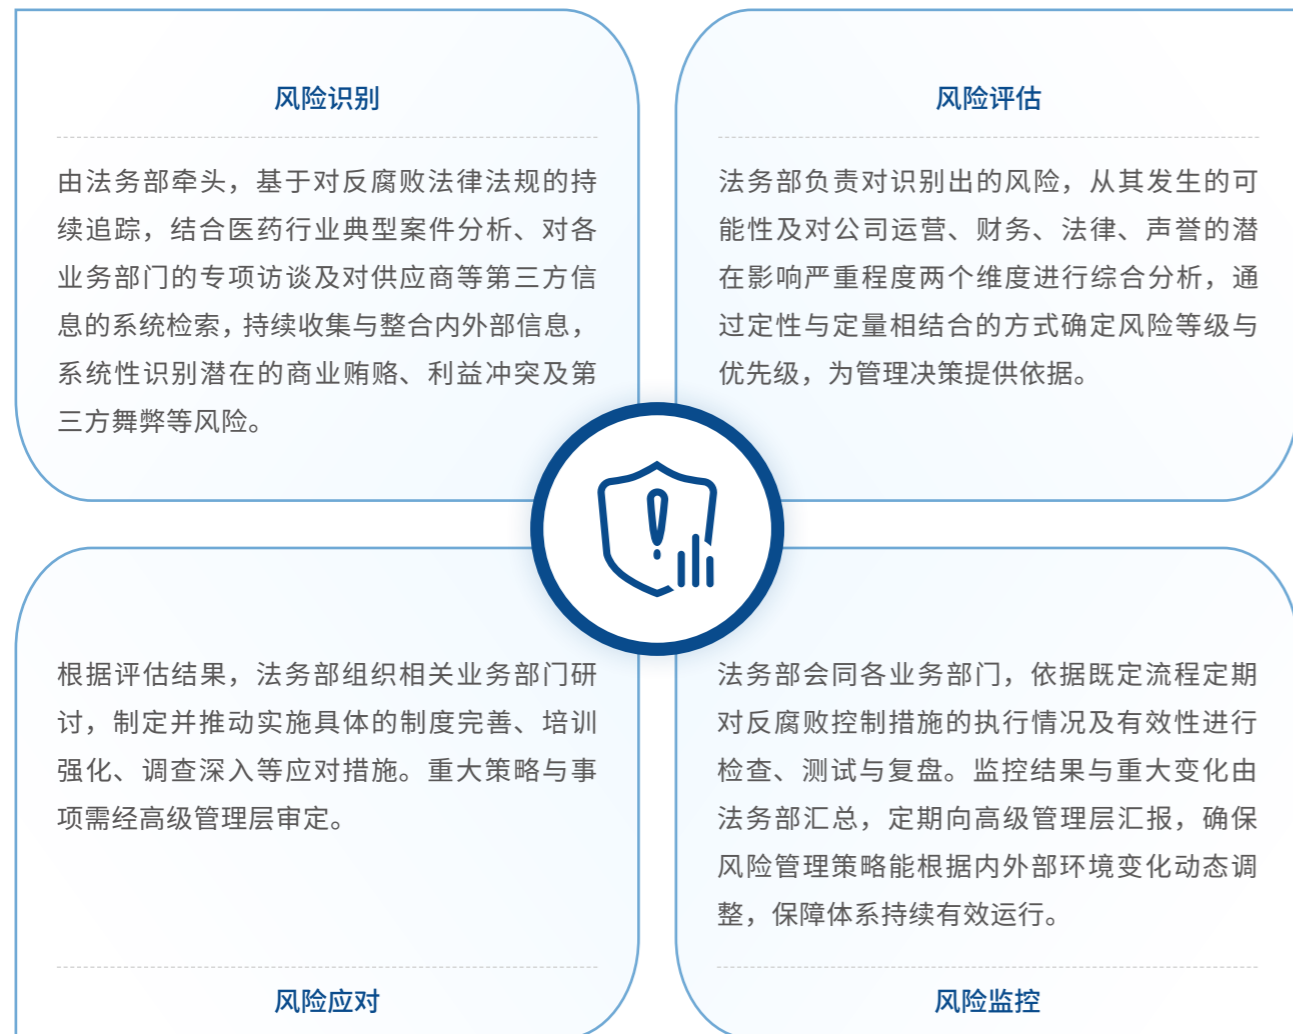 风险识别
由法务部牵头，基于对反腐败法律法规的持
续追踪，结合医药行业典型案件分析、对各
业务部门的专项访谈及对供应商等第三方信
息的系统检索，持续收集与整合内外部信息，
系统性识别潜在的商业贿赂、利益冲突及第
三方舞弊等风险。
风险评估
法务部负责对识别出的风险，从其发生的可
能性及对公司运营、财务、法律、声誉的潜
在影响严重程度两个维度进行综合分析，通
过定性与定量相结合的方式确定风险等级与
优先级，为管理决策提供依据。
根据评估结果，法务部组织相关业务部门研
讨，制定并推动实施具体的制度完善、培训
强化、调查深入等应对措施。重大策略与事
项需经高级管理层审定。
风险应对
法务部会同各业务部门，依据既定流程定期
对反腐败控制措施的执行情况及有效性进行
检查、测试与复盘。监控结果与重大变化由
法务部汇总，定期向高级管理层汇报，确保
风险管理策略能根据内外部环境变化动态调
整，保障体系持续有效运行。
风险监控